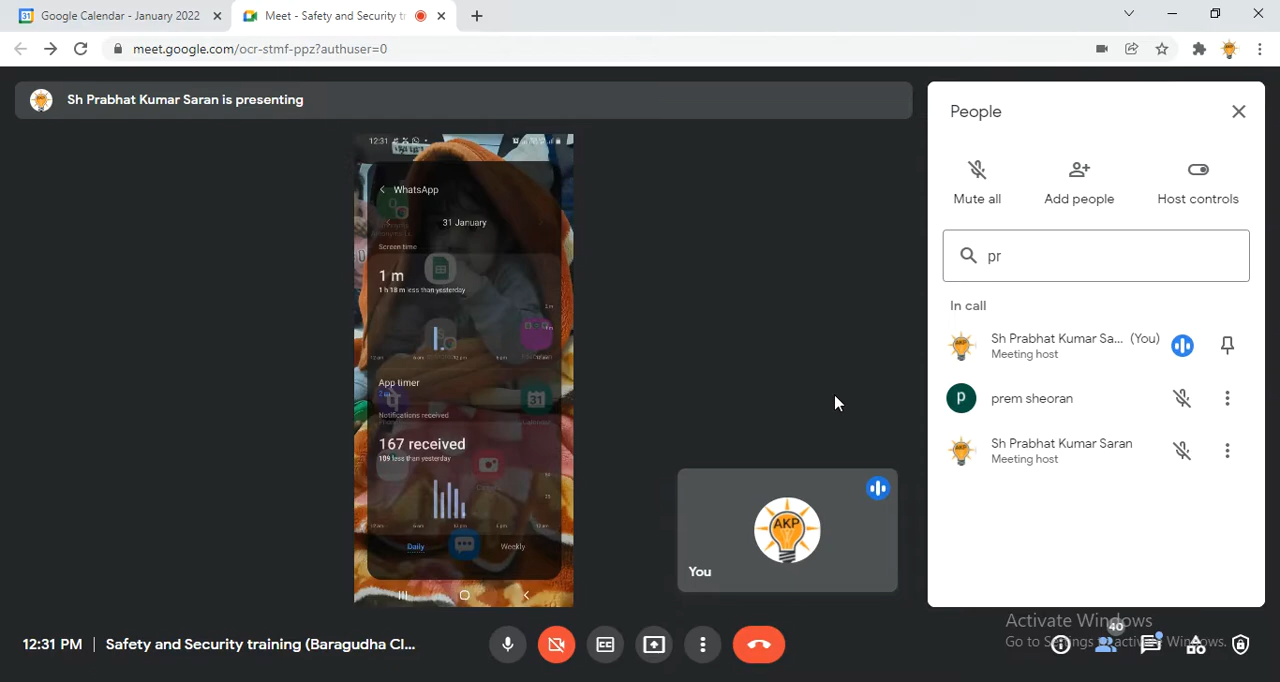 Google Calendar - January 2022
Meet - Safety and Security tr
meet.google.com/ocr-stmf-ppz?authuser=0
Sh Prabhat Kumar Saran is presenting
12:31
WhatsApp
31 January
Screen time
1 m
1 h 18 m less than yesterday
App timer
Notifications received
167 received
109 less than yesterday
Daily
Weekly
AKP
You
People
Mute all
Add people
Host controls
pr
In call
Sh Prabhat Kumar Sa... (You)
Meeting host
p
prem sheoran
Sh Prabhat Kumar Saran
Meeting host
Activate Windows
Go to Settings to activate Windows.
40
12:31 PM | Safety and Security training (Baragudha Cl...